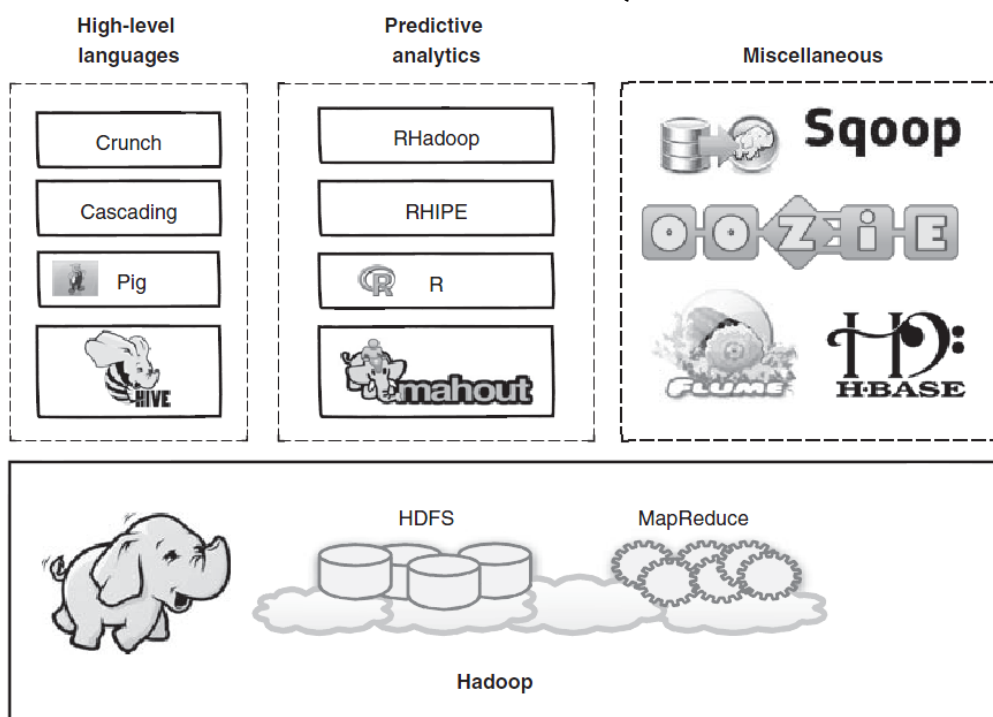 High-level
languages
Predictive
analytics
Miscellaneous
Crunch
Cascading
Pig
HIVE
RHadoop
RHIPE
R
R
mahout
Sqoop
OOZiE
FLUME
H
H·BASE
HDFS
MapReduce
Hadoop